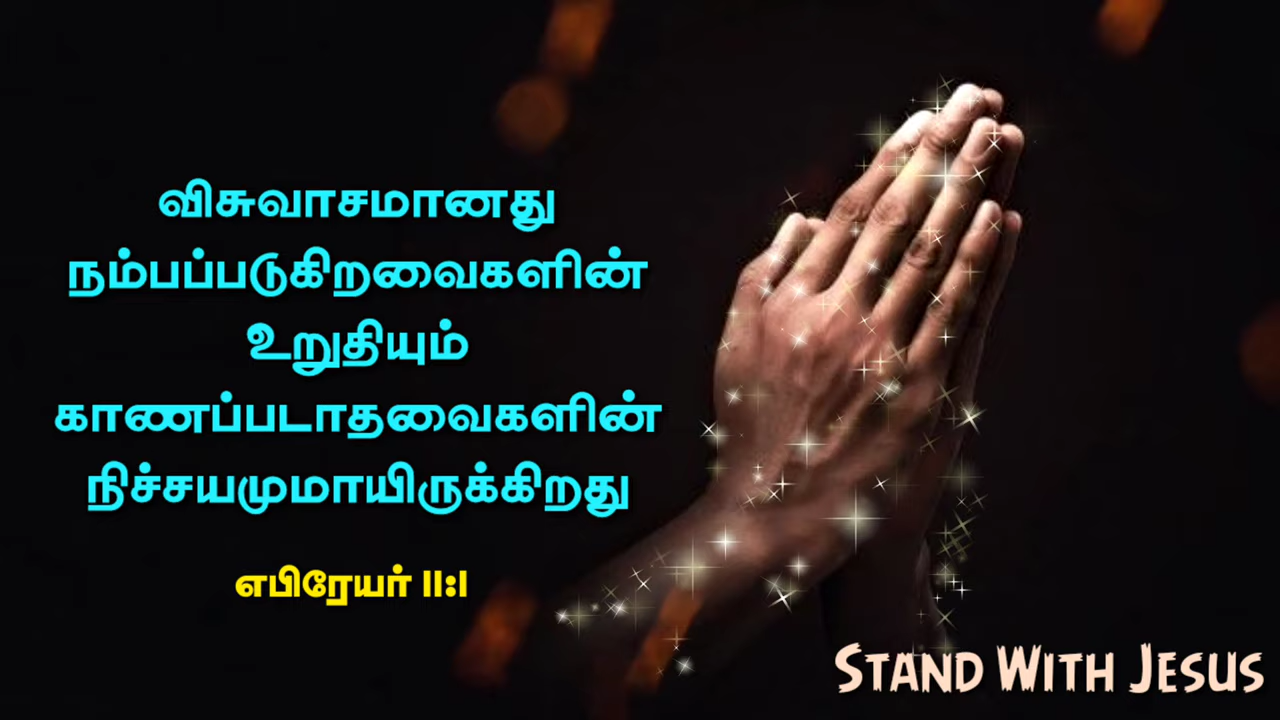 விசுவாசமானது
நம்பப்படுகிறவைகளின்
உறுதியும்
காணப்படாதவைகளின்
நிச்சயமுமாயிருக்கிறது
எபிரேயர் 11:1
STAND WITH JESUS